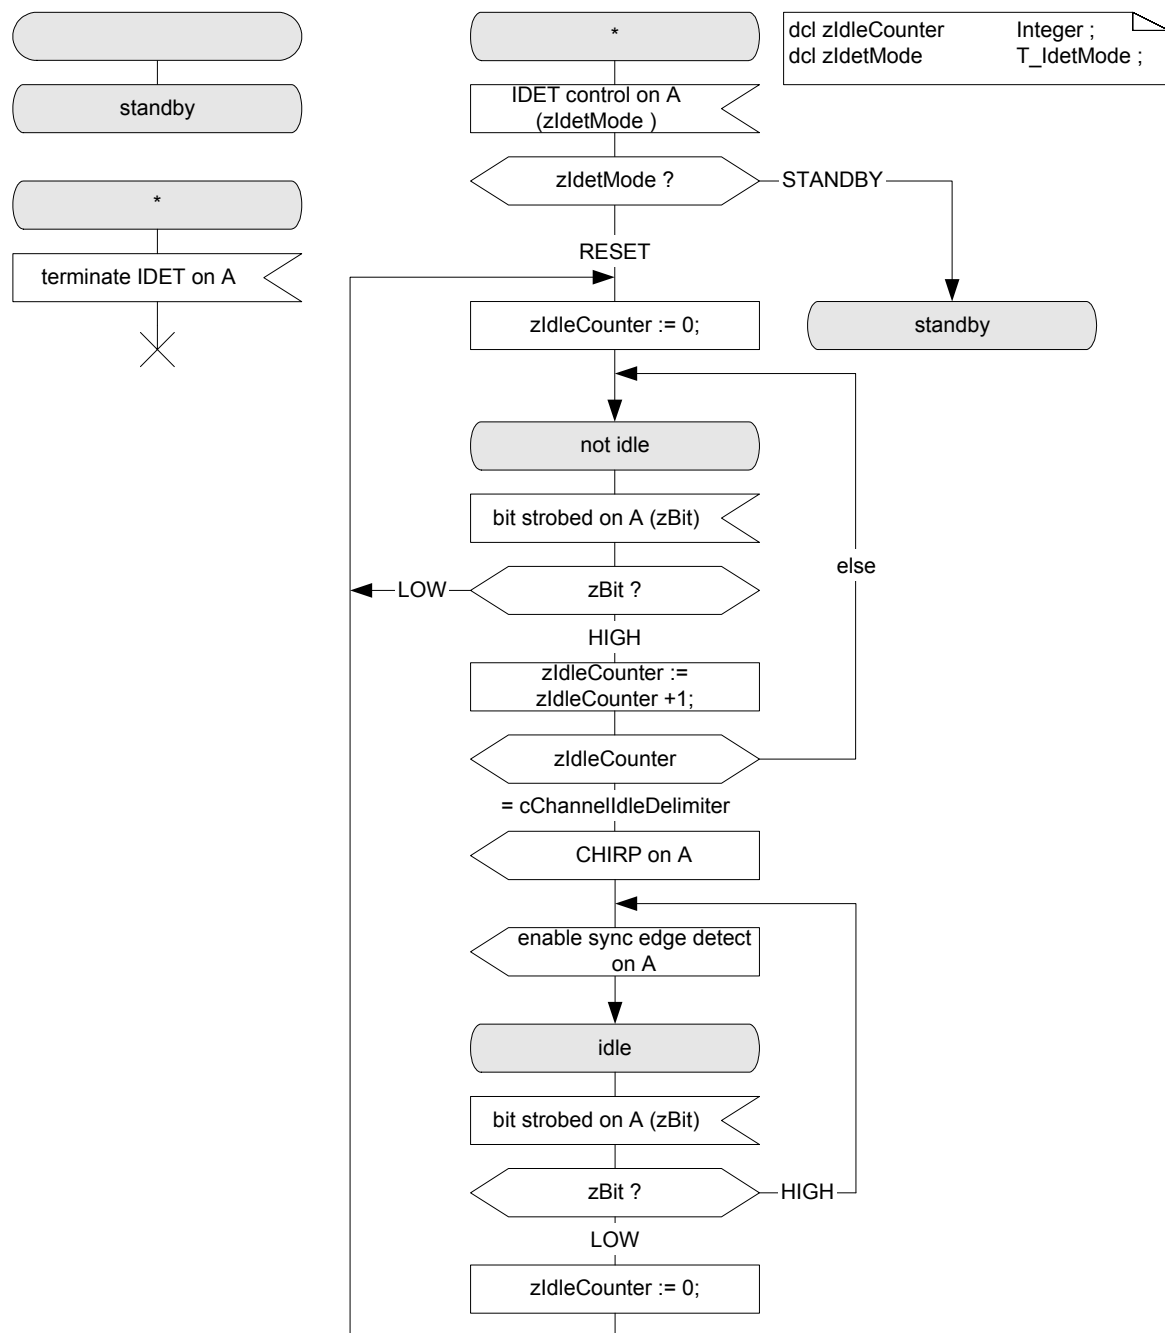 standby
*
terminate IDET on A
*
IDET control on A
(zIdetMode )
zIdetMode ?
STANDBY
standby
RESET
zIdleCounter := 0;
not idle
bit strobed on A (zBit)
zBit ?
LOW
HIGH
else
zIdleCounter :=
zIdleCounter +1;
zIdleCounter
= cChannelIdleDelimiter
CHIRP on A
enable sync edge detect
on A
idle
bit strobed on A (zBit)
zBit ?
HIGH
LOW
zIdleCounter := 0;
dcl zIdleCounter Integer ;
dcl zIdetMode T_IdetMode ;